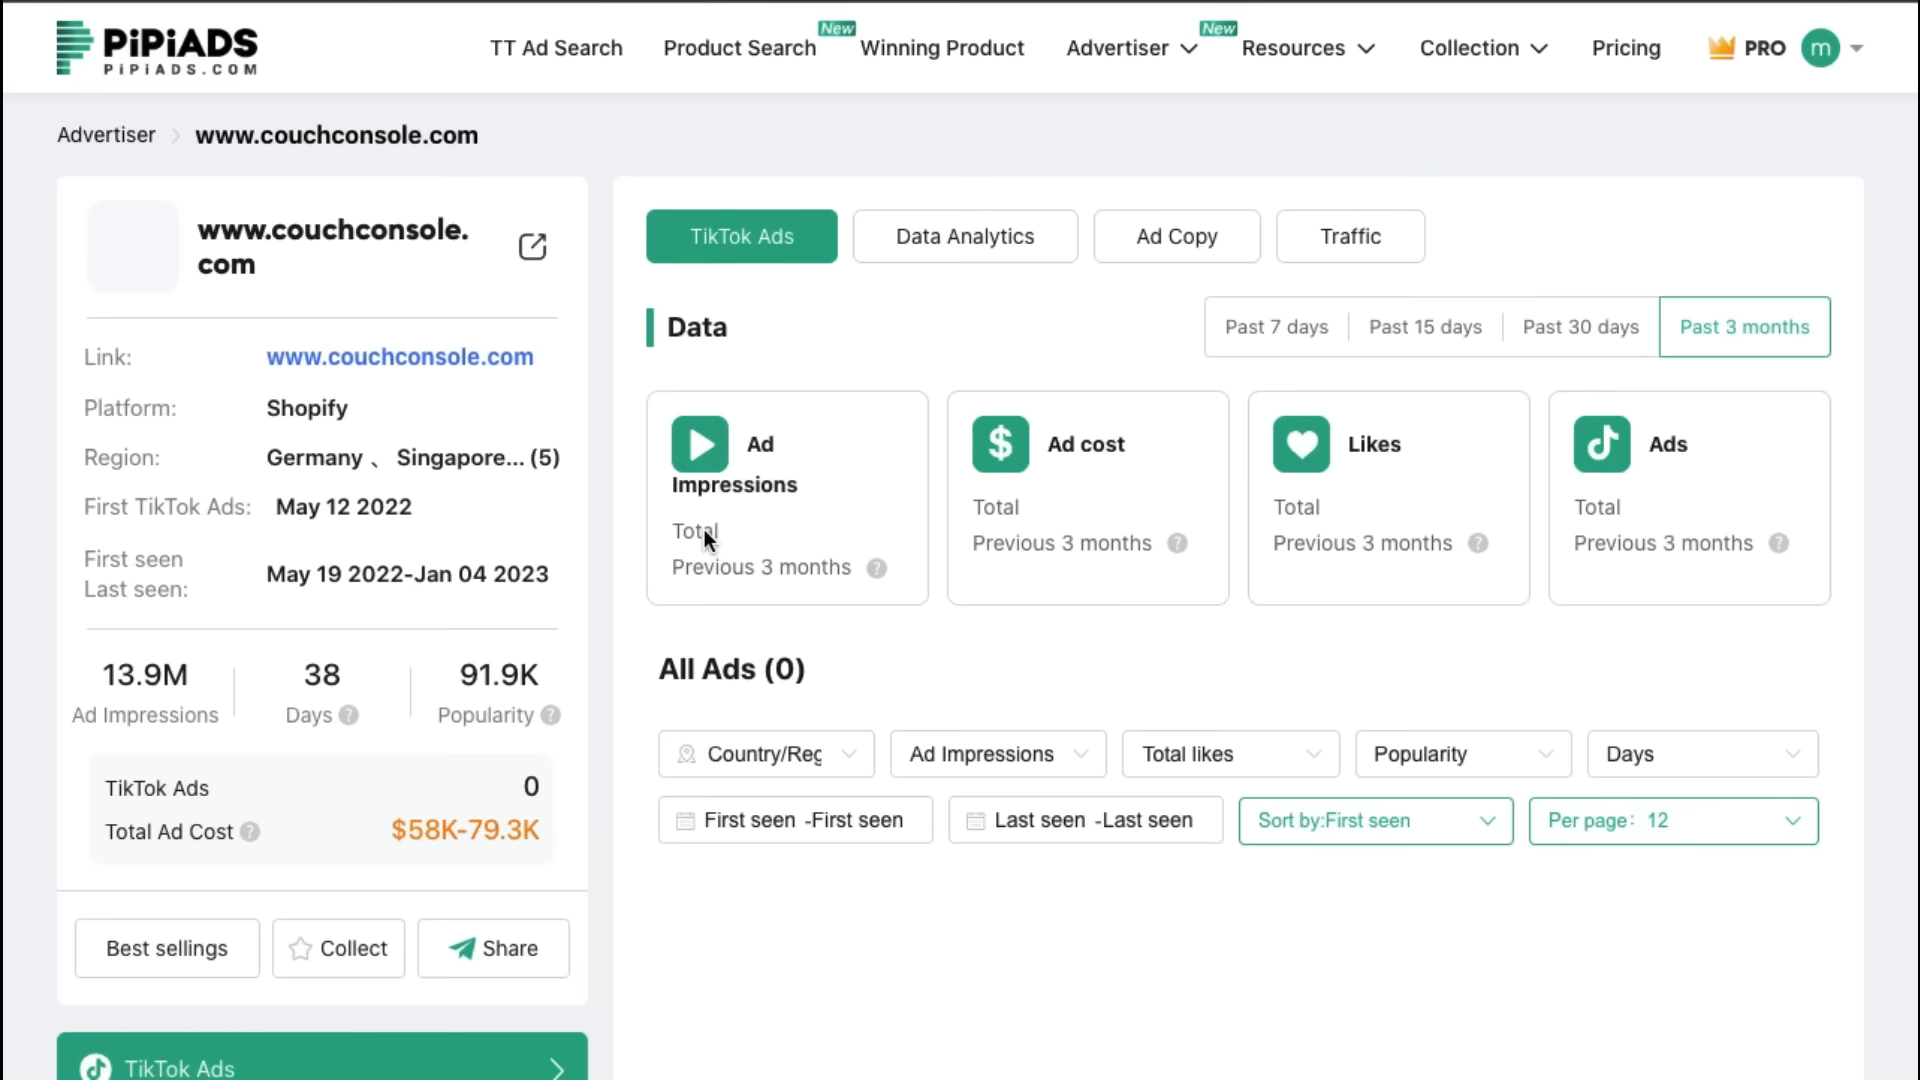 PiPiADS
PiPiADS.COM
TT Ad Search
Product Search
New
Winning Product
Advertiser
New
Resources
Collection
Pricing
PRO
m
Advertiser
www.couchconsole.com
www.couchconsole.
com
Link:
www.couchconsole.com
Platform:
Shopify
Region:
Germany 、 Singapore... (5)
First TikTok Ads:
May 12 2022
First seen
Last seen:
May 19 2022-Jan 04 2023
13.9M
Ad Impressions
38
Days ?
91.9K
Popularity ?
TikTok Ads
0
Total Ad Cost ?
$58K-79.3K
Best sellings
Collect
Share
TikTok Ads
TikTok Ads
Data Analytics
Ad Copy
Traffic
Data
Past 7 days
Past 15 days
Past 30 days
Past 3 months
Ad
Impressions
Total
Previous 3 months ?
$
Ad cost
Total
Previous 3 months ?
Likes
Total
Previous 3 months ?
Ads
Total
Previous 3 months ?
All Ads (0)
Country/Reg
Ad Impressions
Total likes
Popularity
Days
First seen -First seen
Last seen -Last seen
Sort by:First seen
Per page: 12